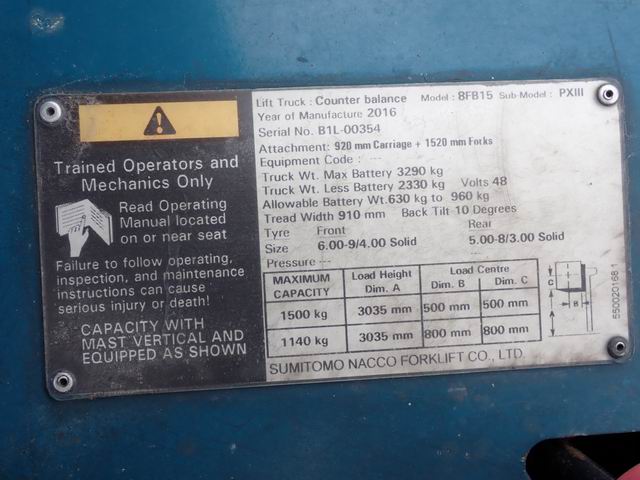 Trained Operators and
Mechanics Only
Read Operating
Manual located
on or near seat
Failure to follow operating,
inspection, and maintenance
instructions can cause
serious injury or death!
CAPACITY WITH
MAST VERTICAL AND
EQUIPPED AS SHOWN
Lift Truck : Counter balance Model : 8FB15 Sub-Model : PXIII
Year of Manufacture 2016
Serial No. B1L-00354
Attachment: 920 mm Carriage + 1520 mm Forks
Equipment Code : ---
Truck Wt. Max Battery 3290 kg
Truck Wt. Less Battery 2330 kg Volts 48
Allowable Battery Wt. 630 kg to 960 kg
Tread Width 910 mm Back Tilt 10 Degrees
Tyre Front Rear
Size 6.00-9/4.00 Solid 5.00-8/3.00 Solid
Pressure ---
MAXIMUM CAPACITY Load Height Dim. A Load Centre Dim. B Dim. C
1500 kg 3035 mm 500 mm 500 mm
1140 kg 3035 mm 800 mm 800 mm
SUMITOMO NACCO FORKLIFT CO., LTD.
C
B
A
550020168.1